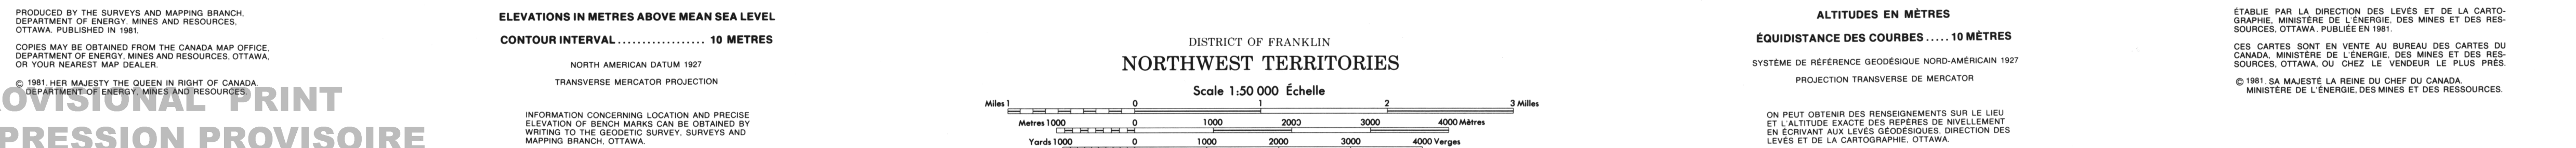 PRODUCED BY THE SURVEYS AND MAPPING BRANCH,
DEPARTMENT OF ENERGY, MINES AND RESOURCES,
OTTAWA. PUBLISHED IN 1981.
COPIES MAY BE OBTAINED FROM THE CANADA MAP OFFICE,
DEPARTMENT OF ENERGY, MINES AND RESOURCES, OTTAWA,
OR YOUR NEAREST MAP DEALER.
© 1981. HER MAJESTY THE QUEEN IN RIGHT OF CANADA.
DEPARTMENT OF ENERGY, MINES AND RESOURCES.
OVISIONAL PRINT
PRESSION PROVISOIRE
ELEVATIONS IN METRES ABOVE MEAN SEA LEVEL
CONTOUR INTERVAL .................. 10 METRES
NORTH AMERICAN DATUM 1927
TRANSVERSE MERCATOR PROJECTION
INFORMATION CONCERNING LOCATION AND PRECISE
ELEVATION OF BENCH MARKS CAN BE OBTAINED BY
WRITING TO THE GEODETIC SURVEY, SURVEYS AND
MAPPING BRANCH, OTTAWA.
DISTRICT OF FRANKLIN
NORTHWEST TERRITORIES
Scale 1:50 000 Échelle
Miles 1 0 1 2 3 Milles
Metres 1000 0 1000 2000 3000 4000 Mètres
Yards 1000 0 1000 2000 3000 4000 Verges
ALTITUDES EN MÈTRES
ÉQUIDISTANCE DES COURBES ..... 10 MÈTRES
SYSTÈME DE RÉFÉRENCE GEODÉSIQUE NORD-AMÉRICAIN 1927
PROJECTION TRANSVERSE DE MERCATOR
ON PEUT OBTENIR DES RENSEIGNEMENTS SUR LE LIEU
ET L'ALTITUDE EXACTE DES REPÈRES DE NIVELLEMENT
EN ÉCRIVANT AUX LEVÉS GÉODÉSIQUES, DIRECTION DES
LEVÉS ET DE LA CARTOGRAPHIE, OTTAWA.
ÉTABLIE PAR LA DIRECTION DES LEVÉS ET DE LA CARTO-
GRAPHIE, MINISTÈRE DE L'ÉNERGIE, DES MINES ET DES RES-
SOURCES, OTTAWA. PUBLIÉE EN 1981.
CES CARTES SONT EN VENTE AU BUREAU DES CARTES DU
CANADA, MINISTÈRE DE L'ÉNERGIE, DES MINES ET DES RES-
SOURCES, OTTAWA, OU CHEZ LE VENDEUR LE PLUS PRÈS.
© 1981. SA MAJESTÉ LA REINE DU CHEF DU CANADA.
MINISTÈRE DE L'ÉNERGIE, DES MINES ET DES RESSOURCES.